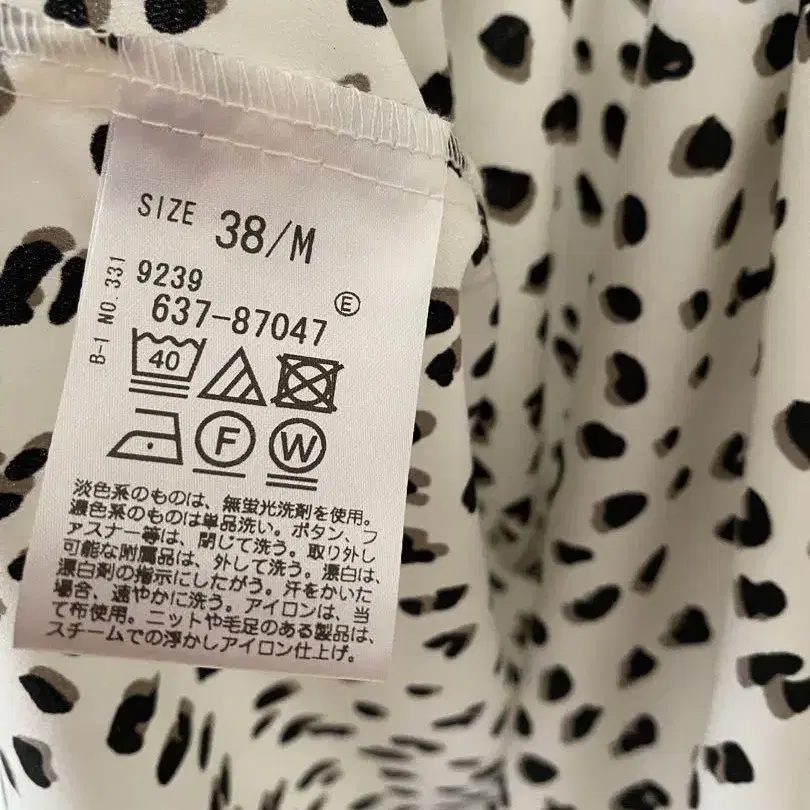 SIZE 38/M
B-1 NO.331
9239
637-87047 E
40
F W
淡色系のものは、無蛍光洗剤を使用。
濃色系のものは単品洗い。ボタン、フ
ァスナー等は、閉じて洗う。取り外し
可能な附属品は、外して洗う。漂白は、
漂白剤の指示にしたがう。汗をかいた
場合、速やかに洗う。アイロンは、当
て布使用。ニットや毛足のある製品は、
スチームでの浮かしアイロン仕上げ。